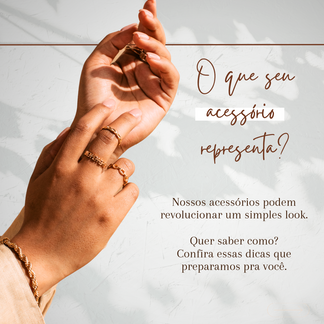 O que seu
acessório
representa?
Nossos acessórios podem
revolucionar um simples look.
Quer saber como?
Confira essas dicas que
preparamos pra você.